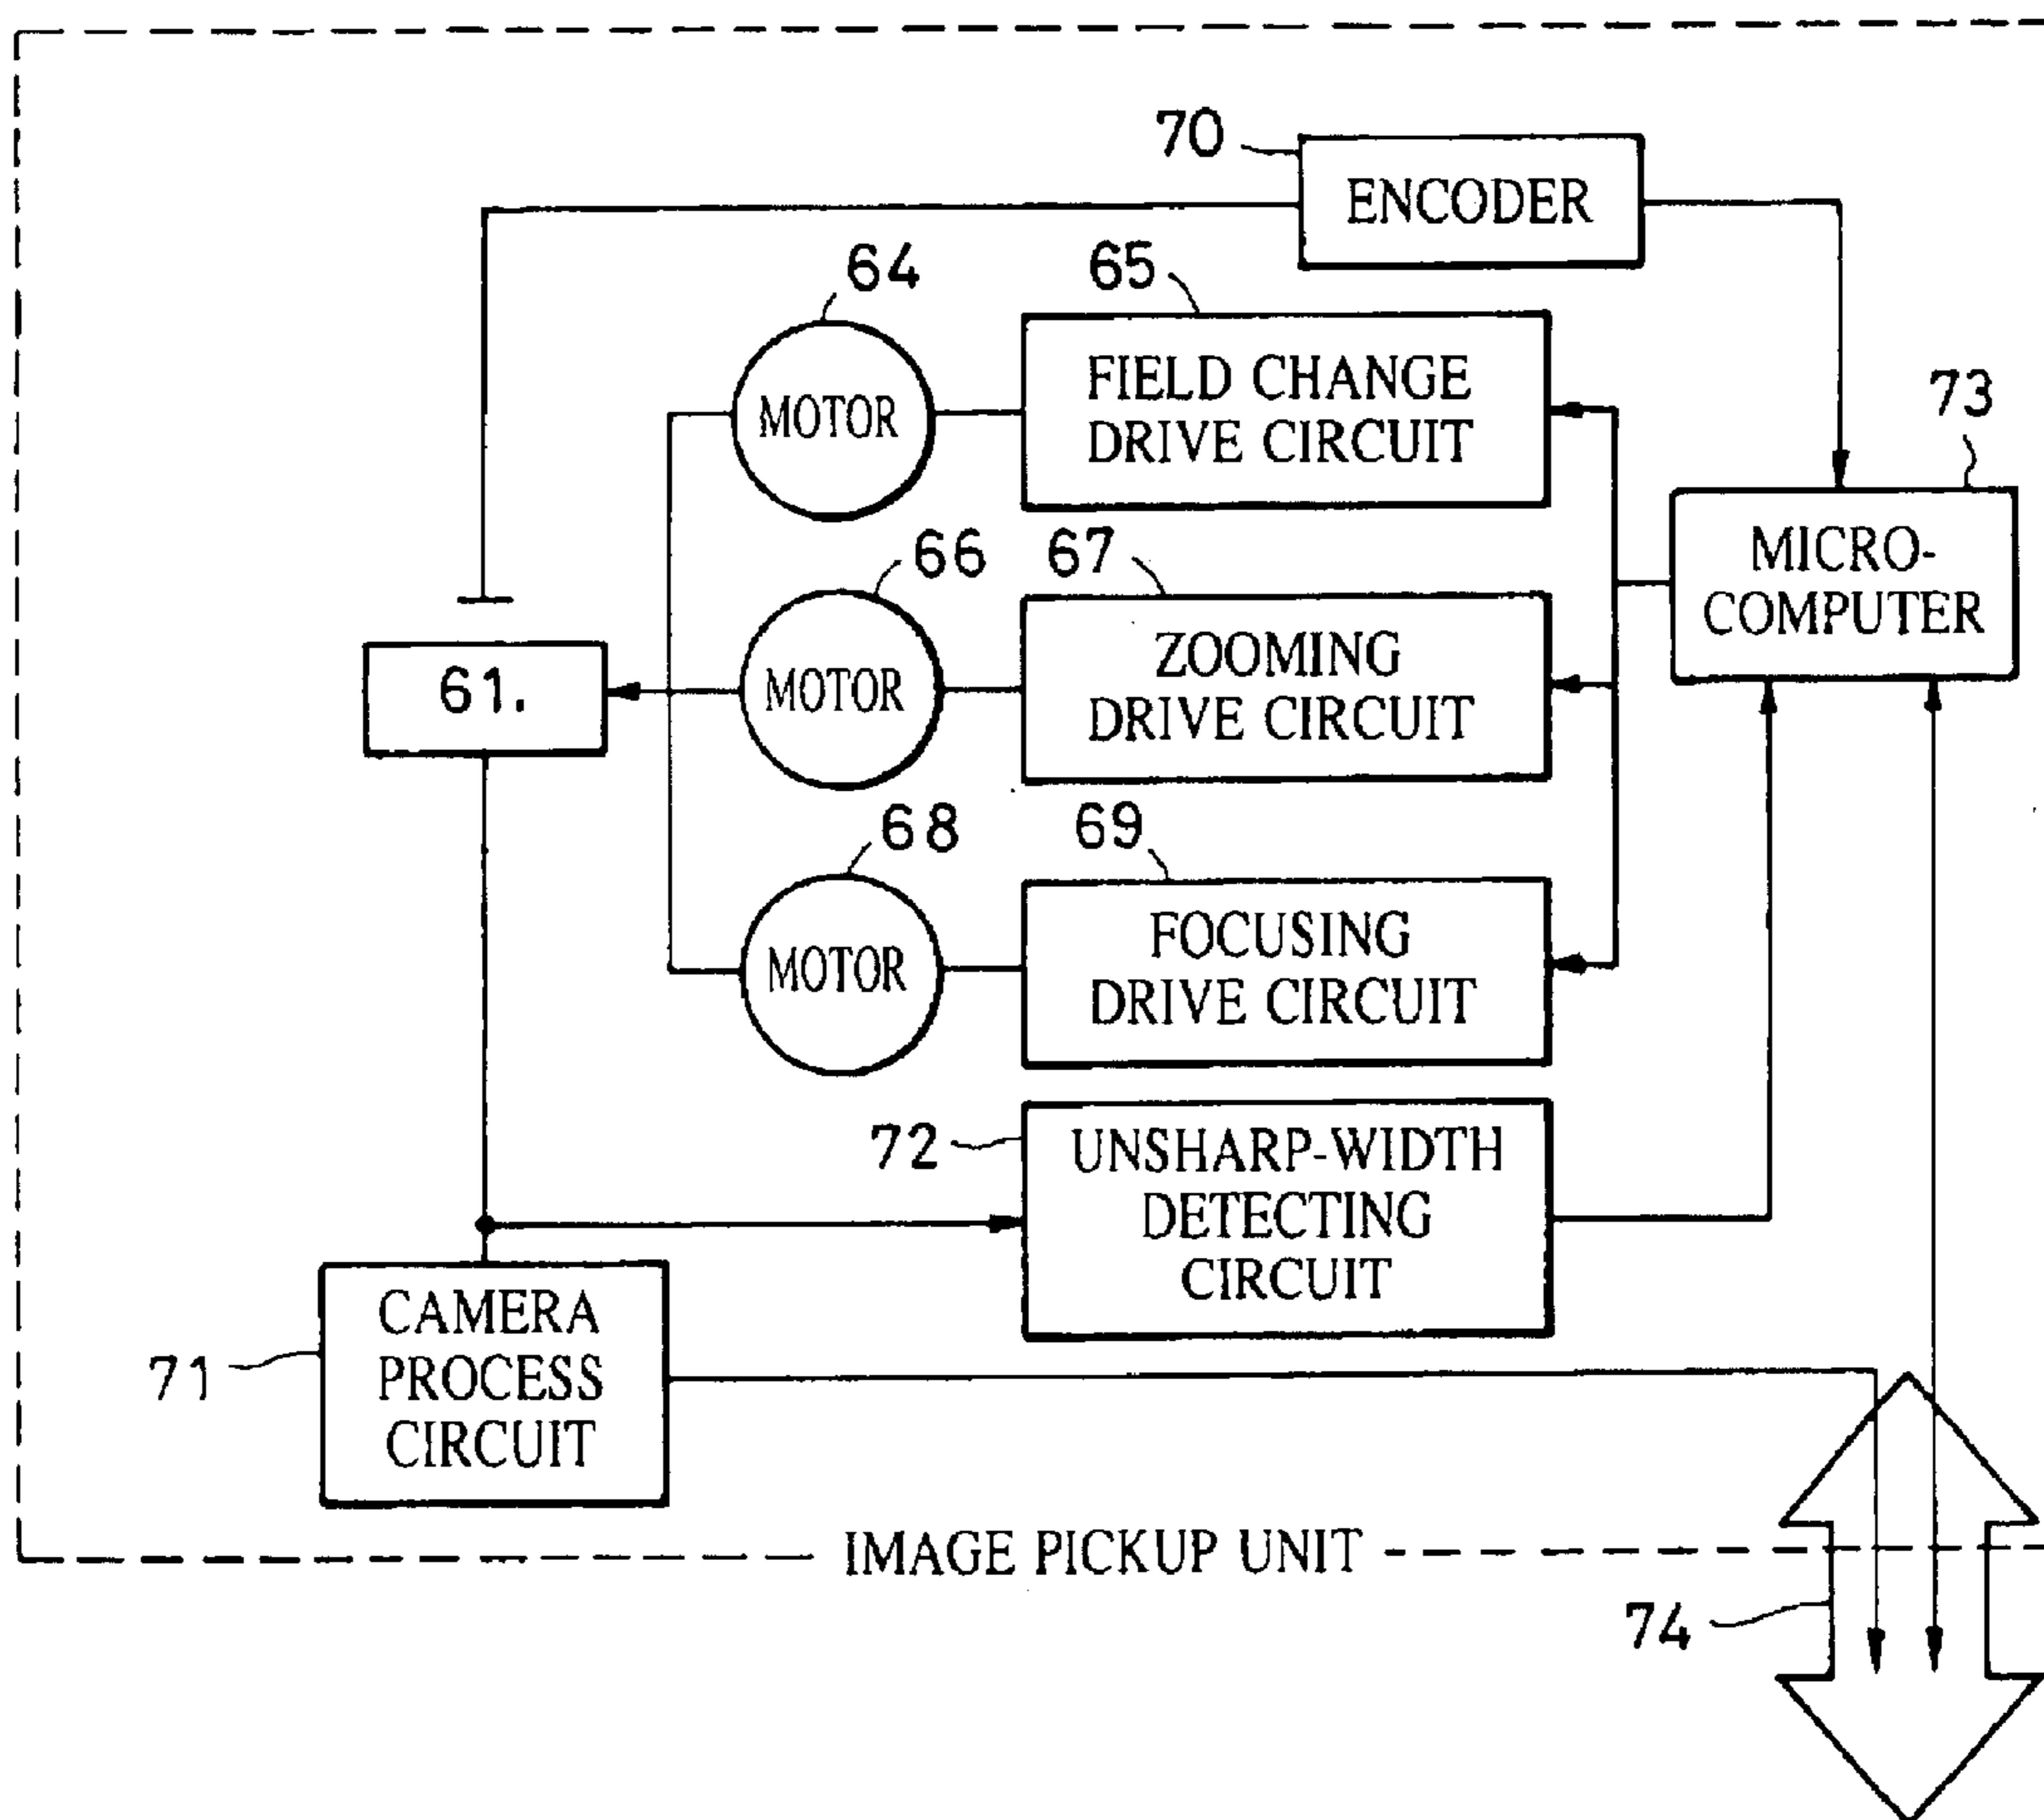 70
ENCODER
64
65
MOTOR
FIELD CHANGE
DRIVE CIRCUIT
73
MICRO-
COMPUTER
66
67
61.
MOTOR
ZOOMING
DRIVE CIRCUIT
68
69
MOTOR
FOCUSING
DRIVE CIRCUIT
72
UNSHARP-WIDTH
DETECTING
CIRCUIT
71
CAMERA
PROCESS
CIRCUIT
IMAGE PICKUP UNIT
74